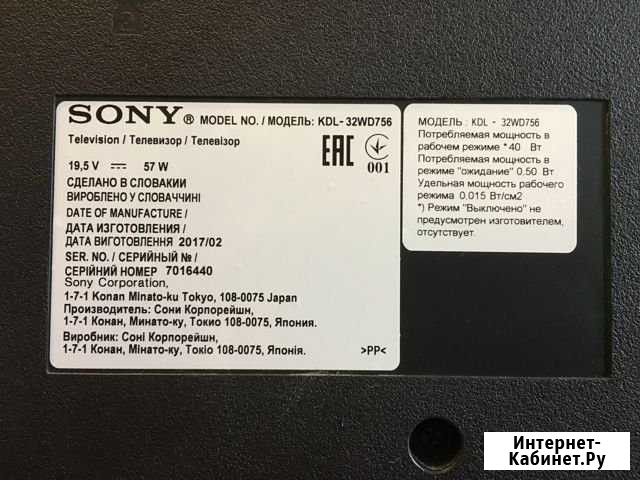 SONY® MODEL NO. / МОДЕЛЬ: KDL-32WD756
Television / Телевизор / Телевізор
19,5 V ⎓ 57 W
EAC
001
СДЕЛАНО В СЛОВАКИИ
ВИРОБЛЕНО У СЛОВАЧЧИНІ
DATE OF MANUFACTURE /
ДАТА ИЗГОТОВЛЕНИЯ /
ДАТА ВИГОТОВЛЕННЯ 2017/02
SER. NO. / СЕРИЙНЫЙ № /
СЕРІЙНИЙ НОМЕР 7016440
Sony Corporation,
1-7-1 Konan Minato-ku Tokyo, 108-0075 Japan
Производитель: Сони Корпорейшн,
1-7-1 Конан, Минато-ку, Токио 108-0075, Япония.
Виробник: Соні Корпорейшн,
1-7-1 Конан, Мінато-ку, Токіо 108-0075, Японія.
>PP<
МОДЕЛЬ : KDL - 32WD756
Потребляемая мощность в
рабочем режиме *40 Вт
Потребляемая мощность в
режиме "ожидание" 0.50 Вт
Удельная мощность рабочего
режима 0,015 Вт/см2
*) Режим "Выключено" не
предусмотрен изготовителем,
отсутствует.
Интернет-
Кабинет.Ру